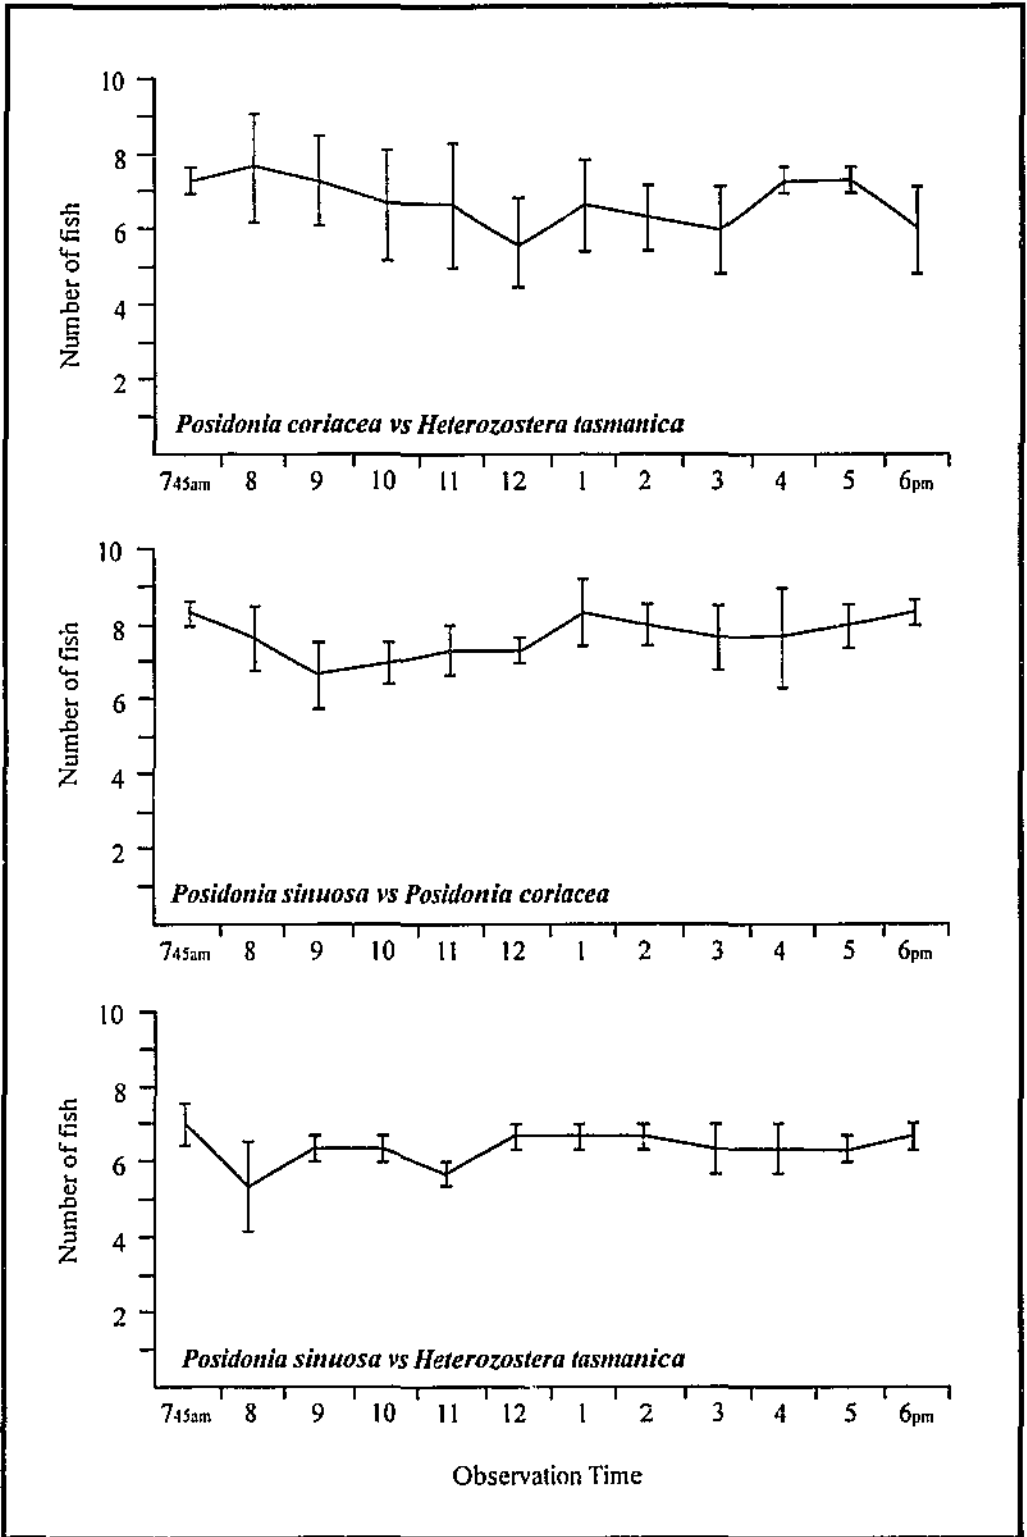 10
8
6
4
2
Number of fish
Posidonia coriacea vs Heterozostera tasmanica
745am 8 9 10 11 12 1 2 3 4 5 6pm
10
8
6
4
2
Number of fish
Posidonia sinuosa vs Posidonia coriacea
745am 8 9 10 11 12 1 2 3 4 5 6pm
10
8
6
4
2
Number of fish
Posidonia sinuosa vs Heterozostera tasmanica
745am 8 9 10 11 12 1 2 3 4 5 6pm
Observation Time